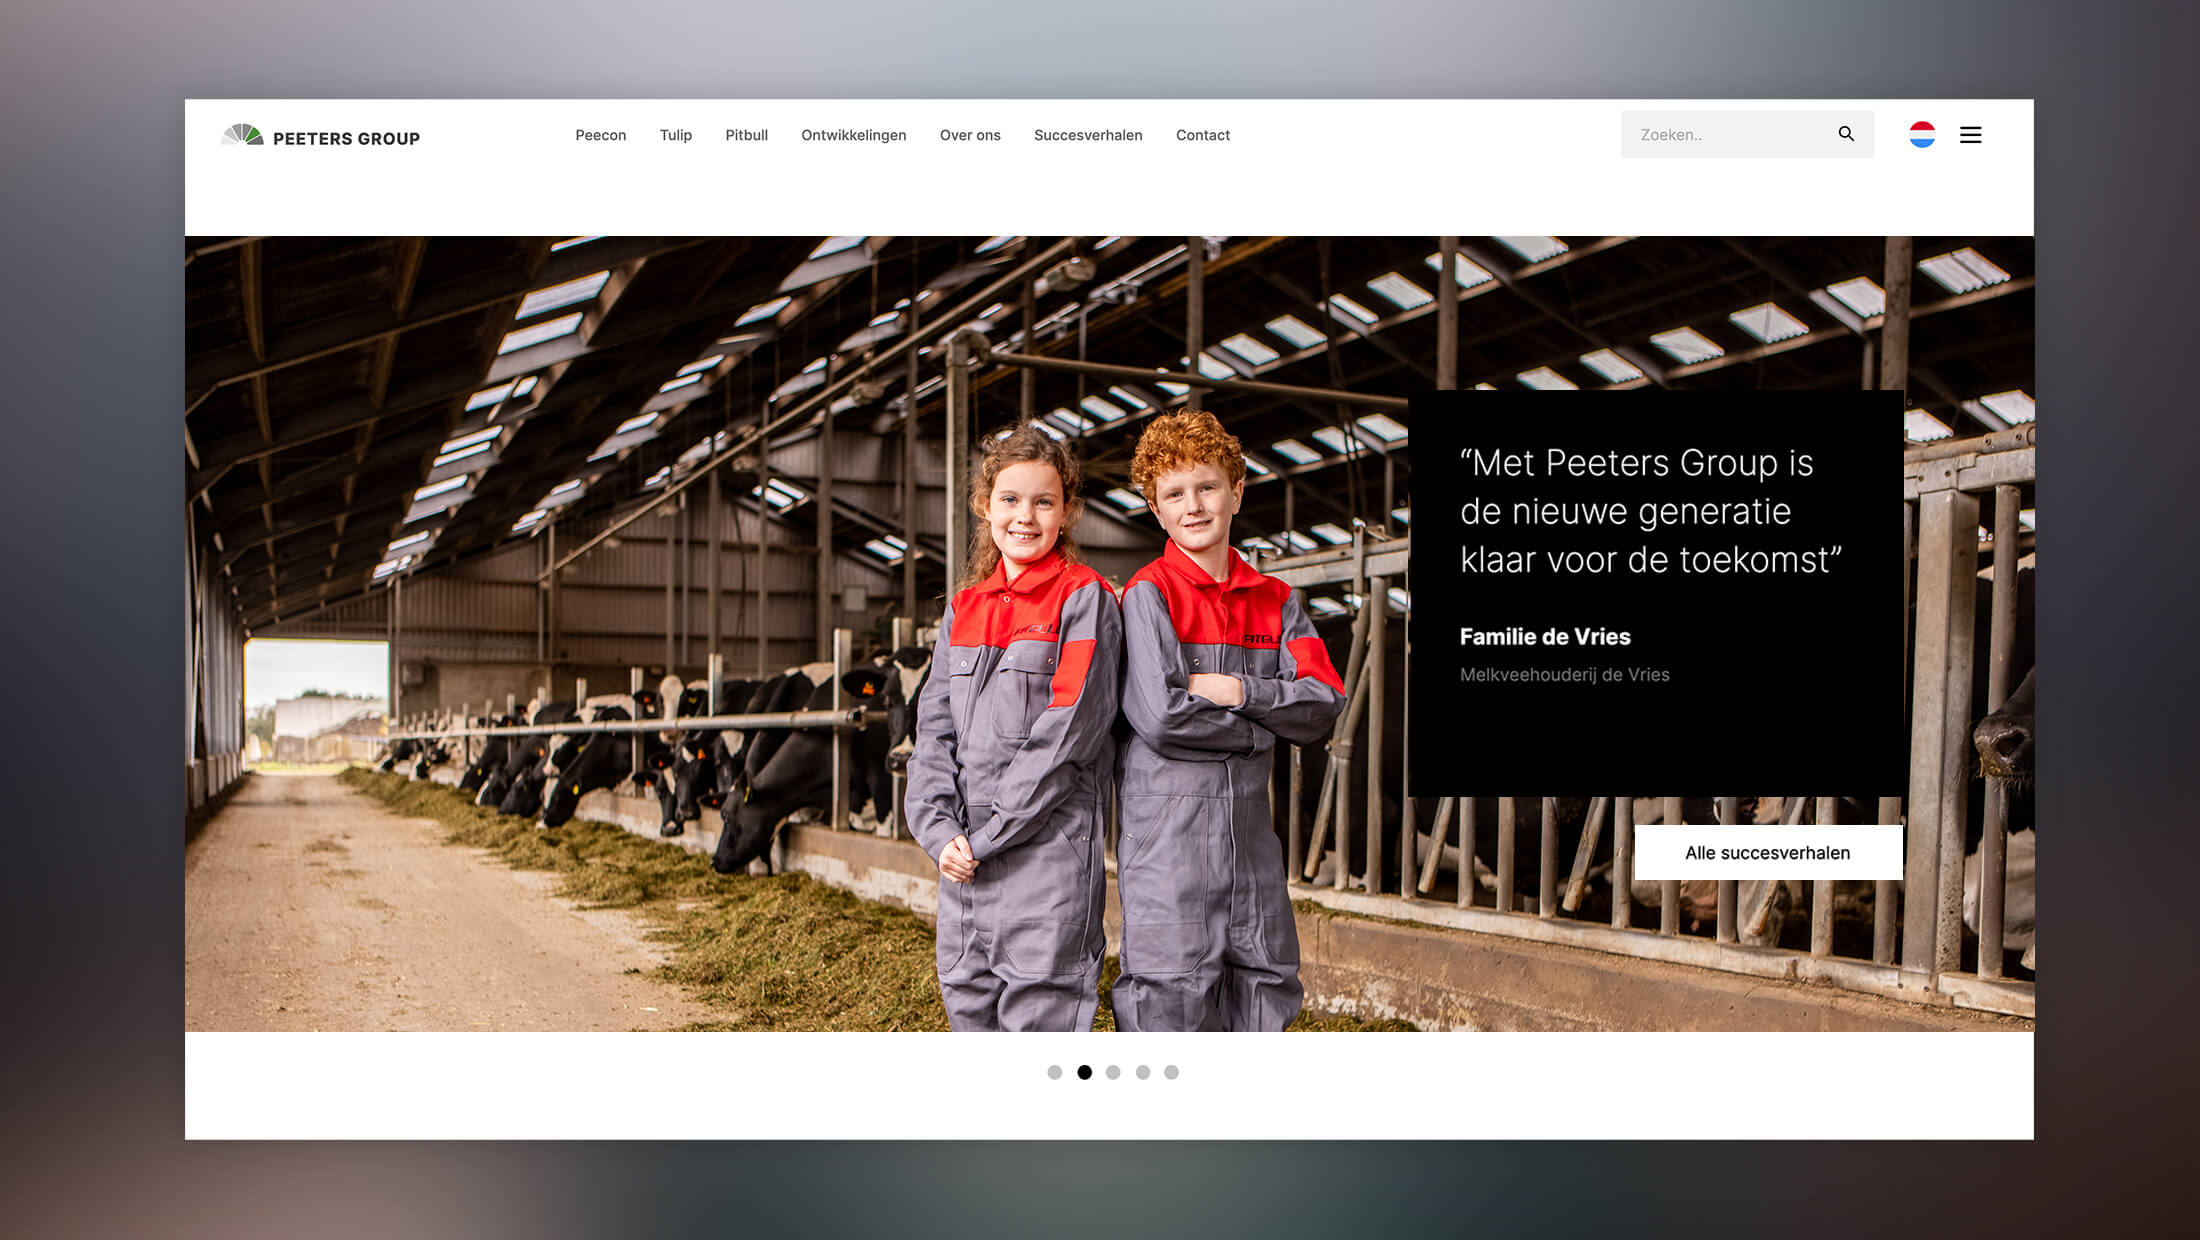 PEETERS GROUP
Peecon Tulip Pitbull Ontwikkelingen Over ons Succesverhalen Contact
Zoeken..
“Met Peeters Group is
de nieuwe generatie
klaar voor de toekomst”
Familie de Vries
Melkveehouderij de Vries
Alle succesverhalen